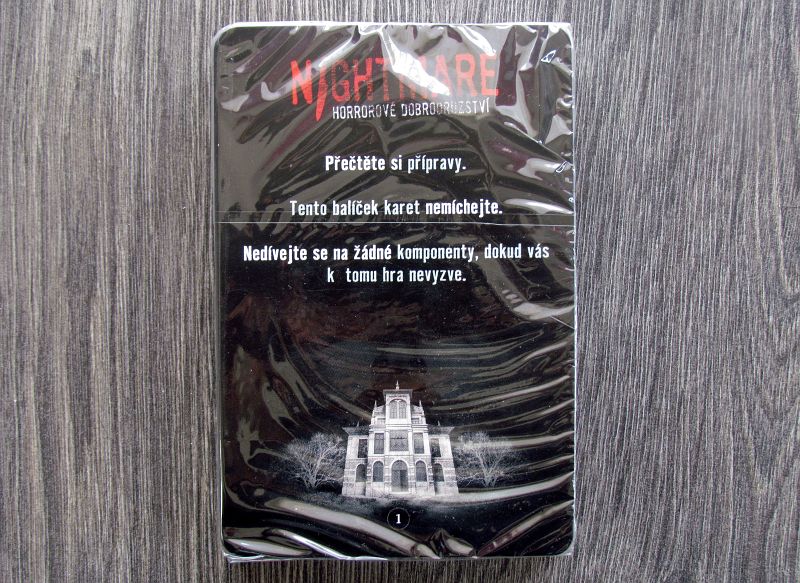 NIGHTMARE
HORROROVÉ DOBRODRUŽSTVÍ
Přečtěte si přípravy.
Tento balíček karet nemíchejte.
Nedívejte se na žádné komponenty, dokud vás
k tomu hra nevyzve.
1